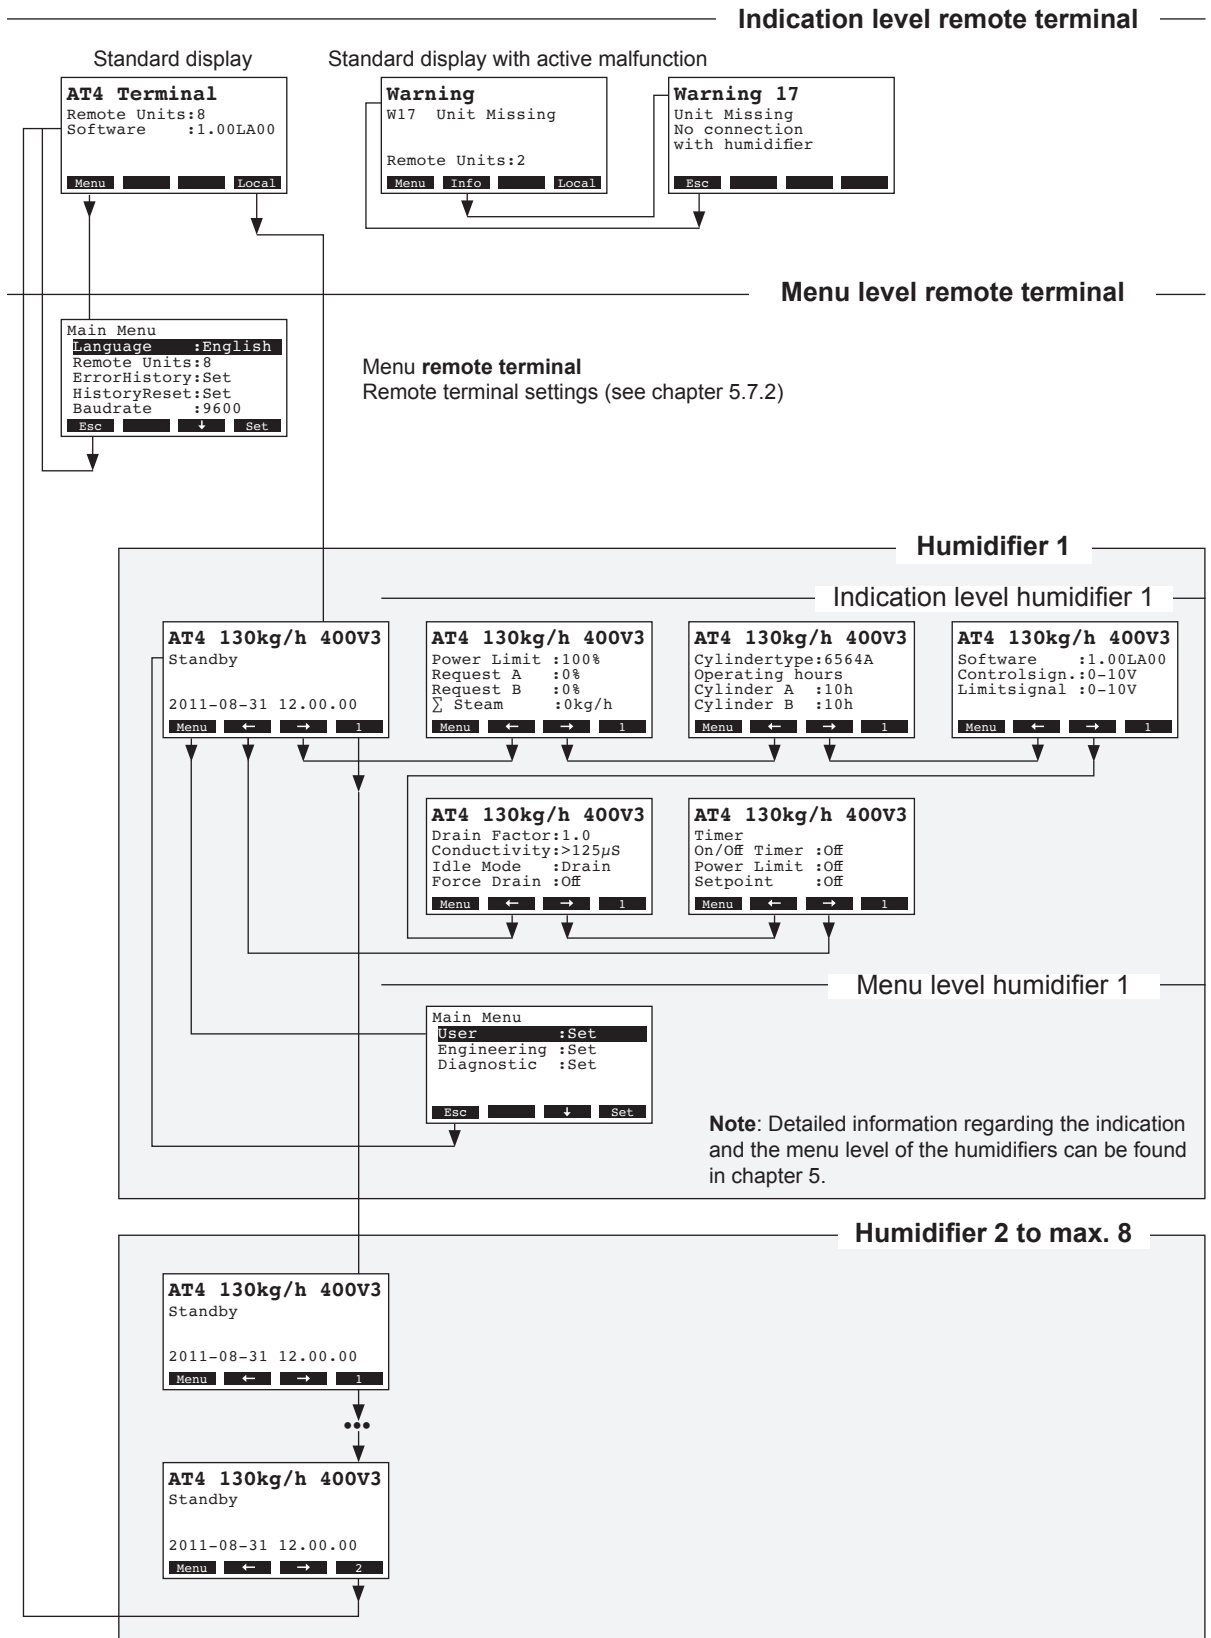 Indication level remote terminal
Standard display
Standard display with active malfunction
AT4 Terminal
Remote Units:8
Software :1.00LA00
Menu Local
Warning
W17 Unit Missing
Remote Units:2
Menu Info Local
Warning 17
Unit Missing
No connection
with humidifier
Esc
Menu level remote terminal
Main Menu
Language :English
Remote Units:8
ErrorHistory:Set
HistoryReset:Set
Baudrate :9600
Esc ↓ Set
Menu remote terminal
Remote terminal settings (see chapter 5.7.2)
Humidifier 1
Indication level humidifier 1
AT4 130kg/h 400V3
Standby
2011-08-31 12.00.00
Menu ← → 1
AT4 130kg/h 400V3
Power Limit :100%
Request A :0%
Request B :0%
∑ Steam :0kg/h
Menu ← → 1
AT4 130kg/h 400V3
Cylindertype:6564A
Operating hours
Cylinder A :10h
Cylinder B :10h
Menu ← → 1
AT4 130kg/h 400V3
Software :1.00LA00
Controlsign.:0-10V
Limitsignal :0-10V
Menu ← → 1
AT4 130kg/h 400V3
Drain Factor:1.0
Conductivity:>125µS
Idle Mode :Drain
Force Drain :Off
Menu ← → 1
AT4 130kg/h 400V3
Timer
On/Off Timer :Off
Power Limit :Off
Setpoint :Off
Menu ← → 1
Menu level humidifier 1
Main Menu
User :Set
Engineering :Set
Diagnostic :Set
Esc ↓ Set
Note: Detailed information regarding the indication
and the menu level of the humidifiers can be found
in chapter 5.
Humidifier 2 to max. 8
AT4 130kg/h 400V3
Standby
2011-08-31 12.00.00
Menu ← → 1
•••
AT4 130kg/h 400V3
Standby
2011-08-31 12.00.00
Menu ← → 2